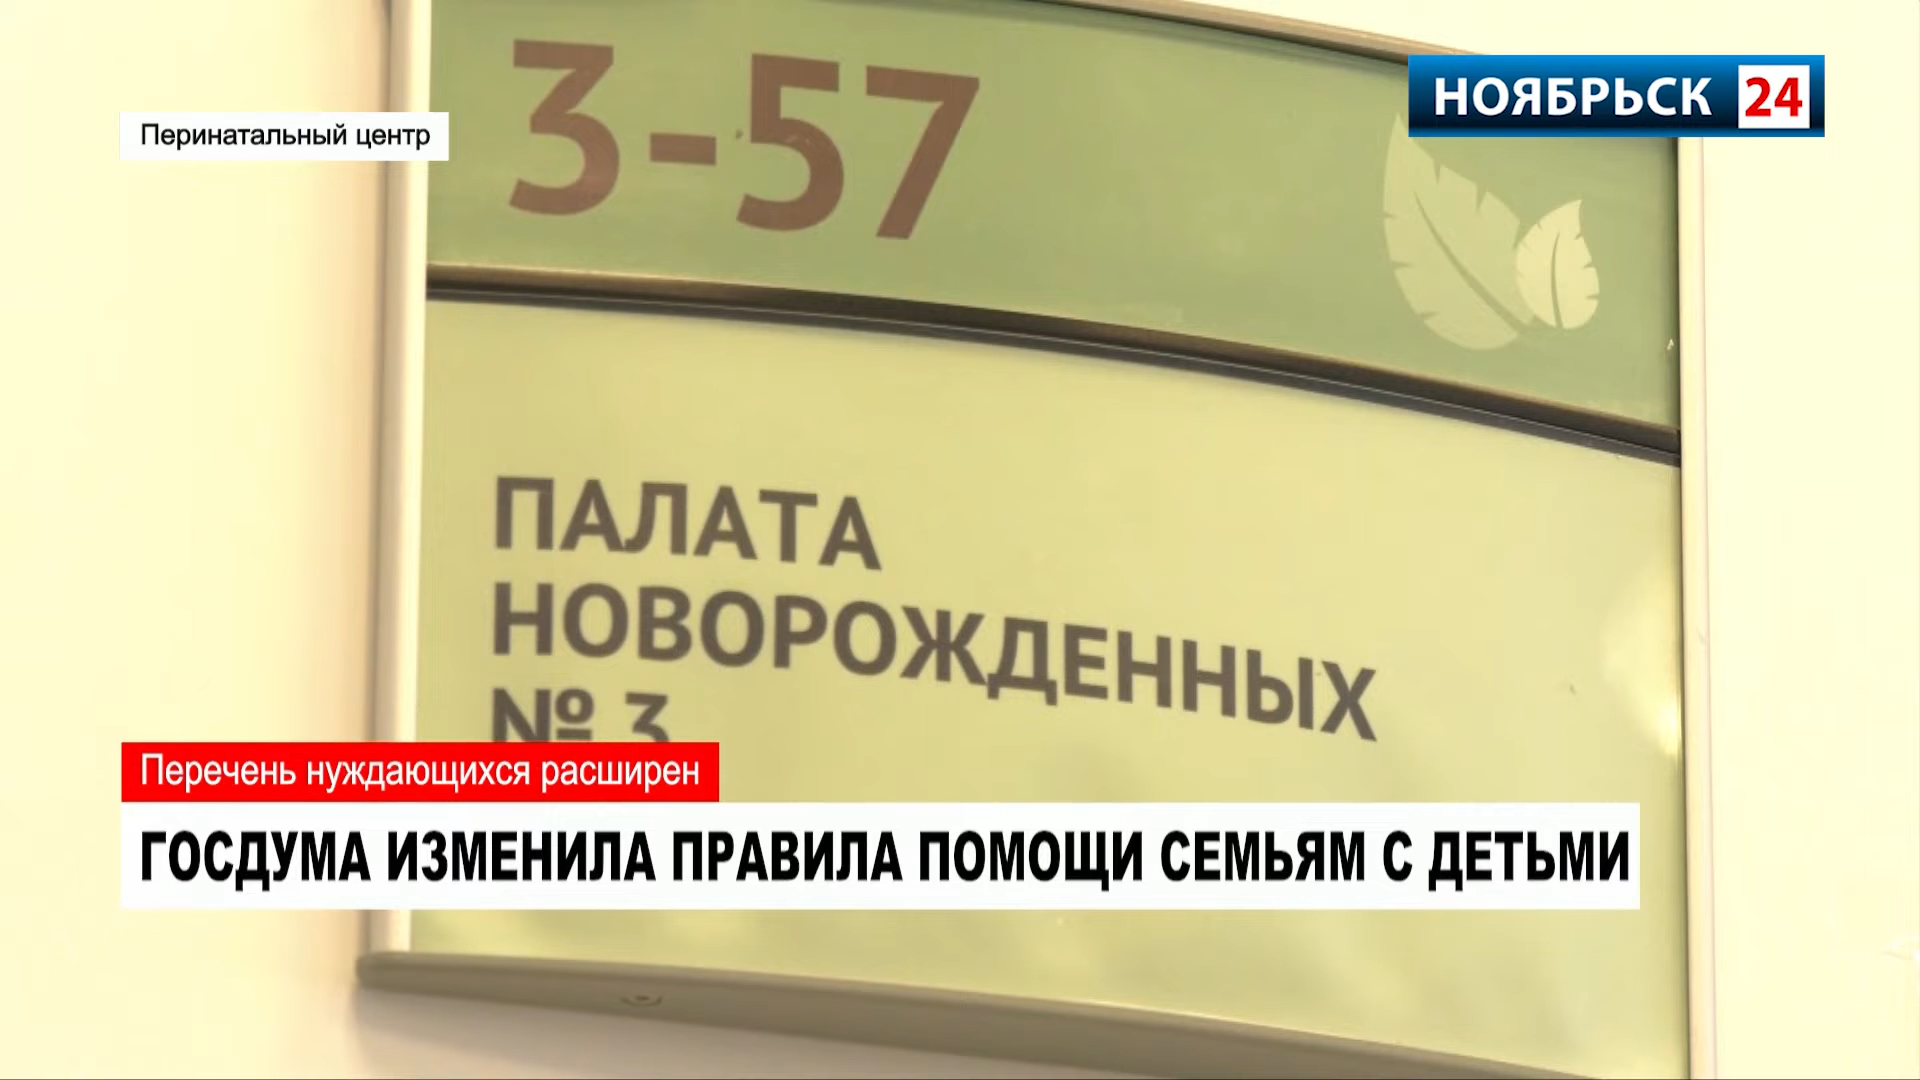 НОЯБРЬСК 24
Перинатальный центр
3-57
ПАЛАТА
НОВОРОЖДЕННЫХ
№ 3
Перечень нуждающихся расширен
ГОСДУМА ИЗМЕНИЛА ПРАВИЛА ПОМОЩИ СЕМЬЯМ С ДЕТЬМИ